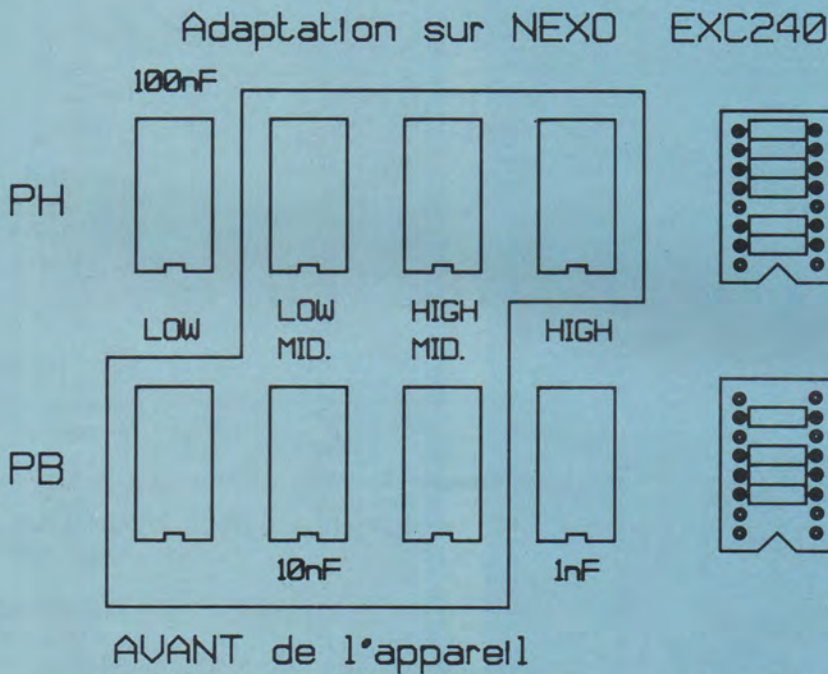 Adaptation sur NEXO EXC240
100nF
PH
LOW
LOW
MID.
HIGH
MID.
HIGH
PB
10nF
1nF
AVANT de l'appareil